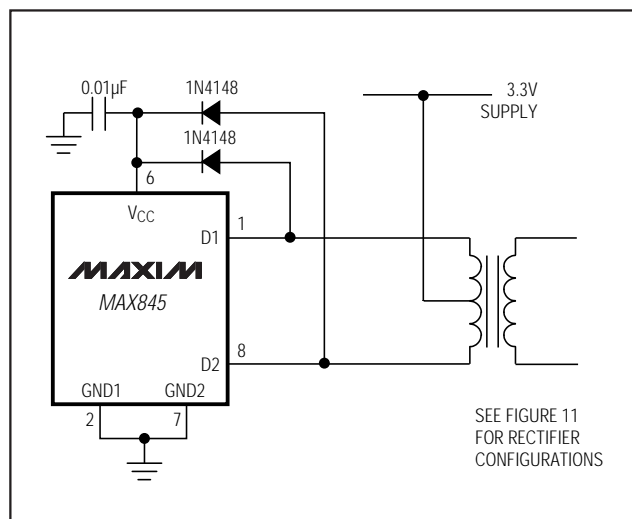 0.01µF
1N4148
3.3V
SUPPLY
1N4148
6
VCC
1
D1
MAXIM
MAX845
8
D2
GND1
GND2
2
7
SEE FIGURE 11
FOR RECTIFIER
CONFIGURATIONS